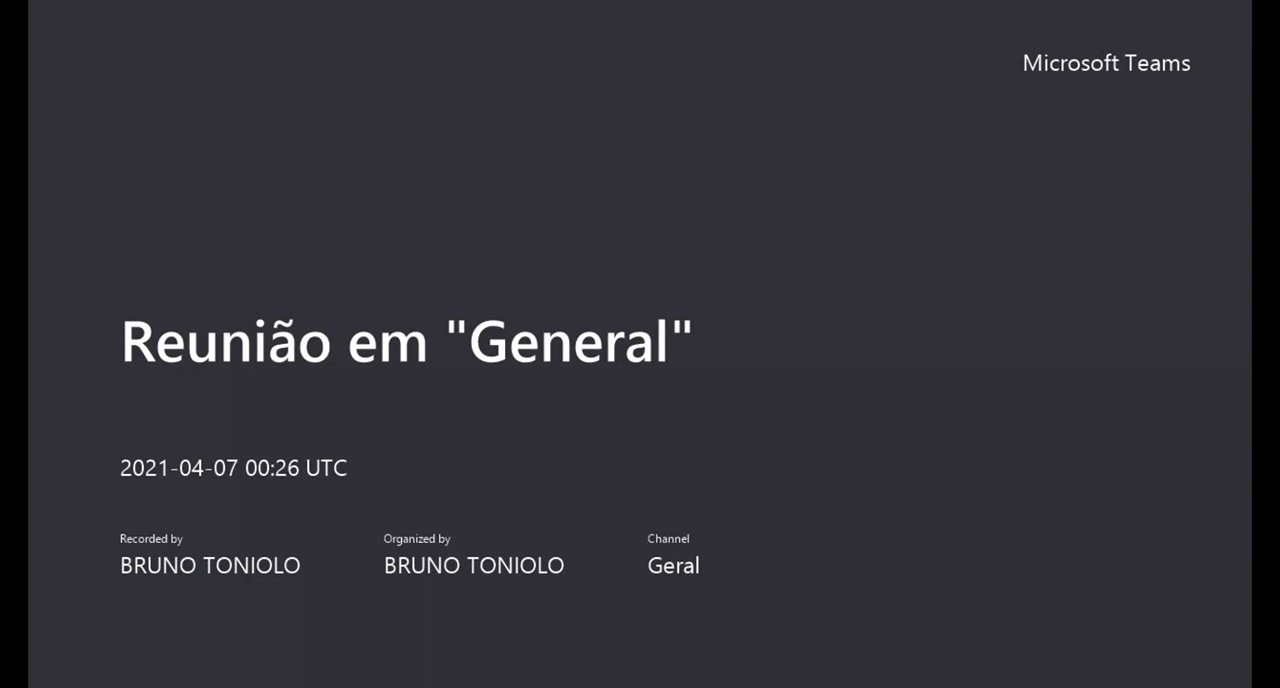 Microsoft Teams
Reunião em "General"
2021-04-07 00:26 UTC
Recorded by Organized by Channel
BRUNO TONIOLO BRUNO TONIOLO Geral